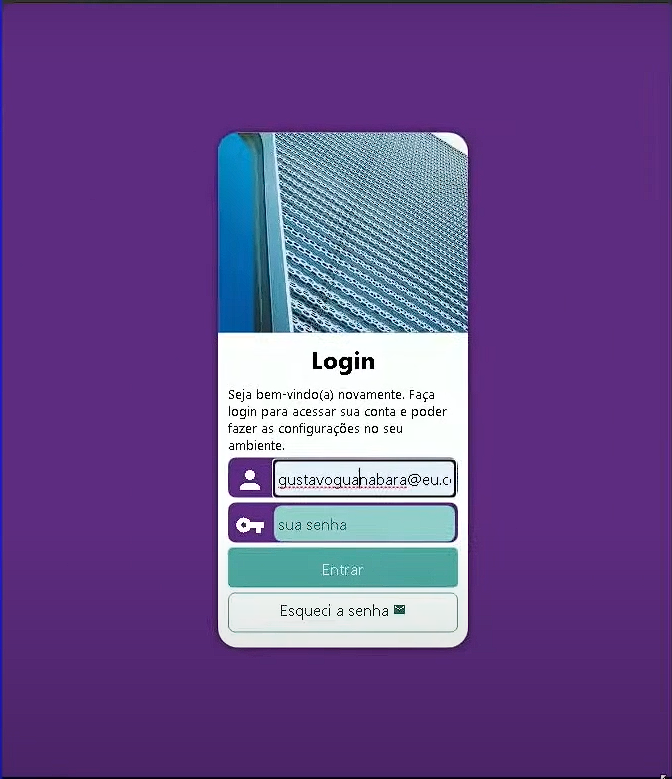 Login
Seja bem-vindo(a) novamente. Faça
login para acessar sua conta e poder
fazer as configurações no seu
ambiente.
gustavoguanabara@eu.c
sua senha
Entrar
Esqueci a senha